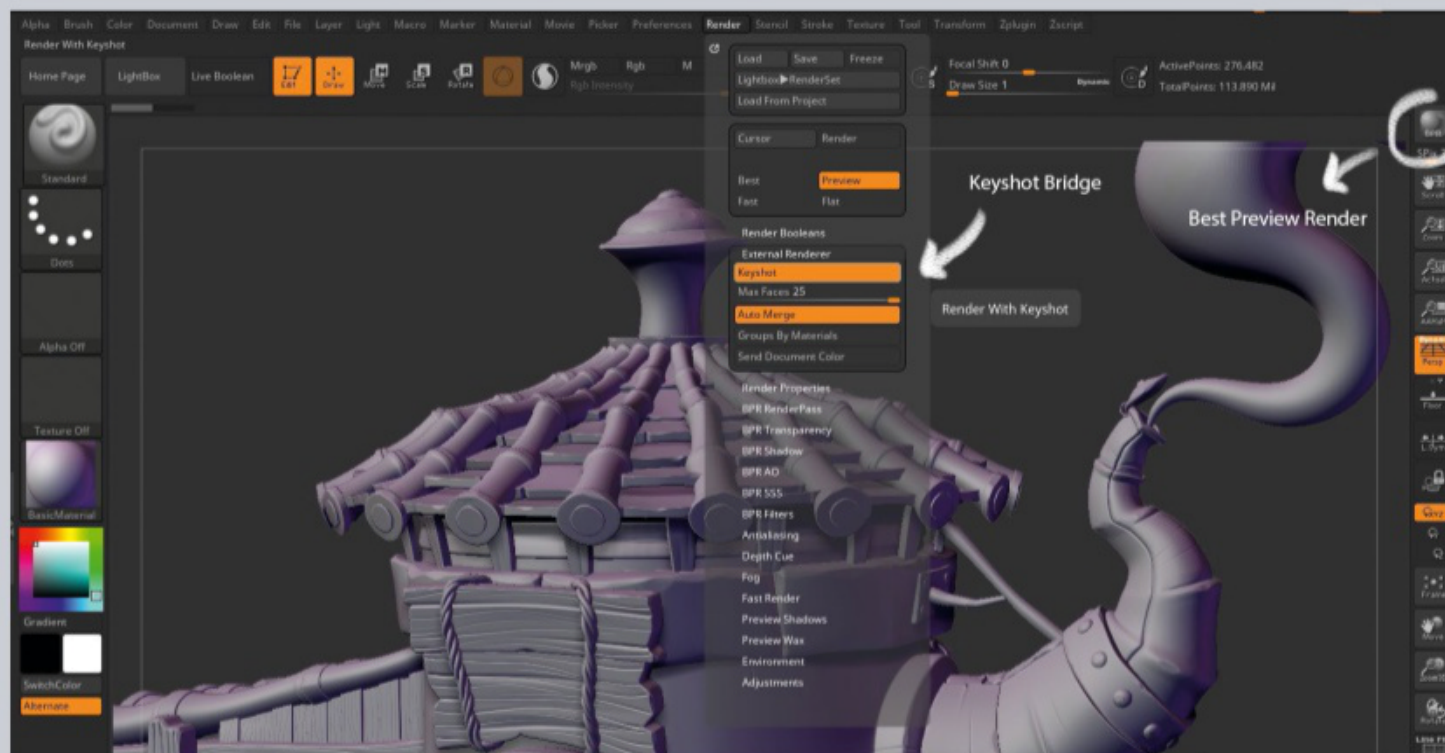 Alpha Brush Color Document Draw Edit File Layer Light Macro Marker Material Movie Picker Preferences Render Stencil Stroke Texture Tool Transform Zplugin Zscript
Render With Keyshot
Home Page LightBox Live Boolean Edit Draw Move Scale Rotate Mrgb Rgb M
Rgb Intensity
Load Save Freeze
Lightbox▶RenderSet
Load From Project
Focal Shift 0
Draw Size 1 Dynamic
ActivePoints: 276,482
TotalPoints: 113.890 Mil
Cursor Render
Best Preview
Fast Flat
Render Booleans
External Renderer
Keyshot
Max Faces 25
Auto Merge
Groups By Materials
Send Document Color
Render Properties
BPR RenderPass
BPR Transparency
BPR Shadow
BPR AO
BPR SSS
BPR Filters
Antialiasing
Depth Cue
Fog
Fast Render
Preview Shadows
Preview Wax
Environment
Adjustments
Keyshot Bridge
Render With Keyshot
Best Preview Render
Standard
Dots
Alpha Off
Texture Off
BasicMaterial
Gradient
SwitchColor
Alternate
Persp
Floor
Frame
Move